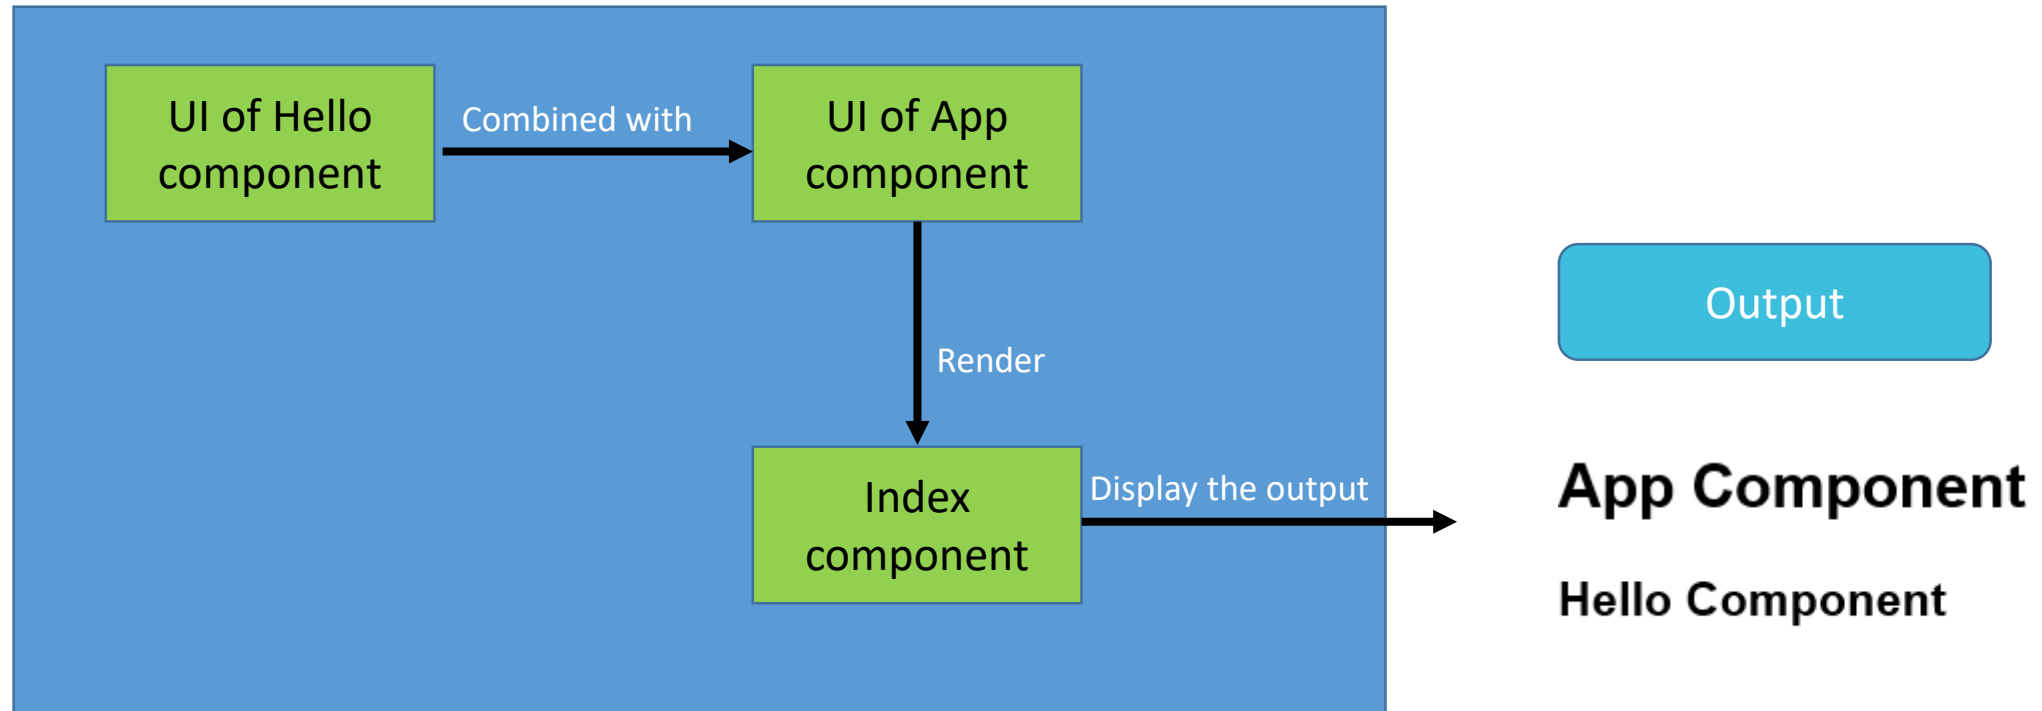 UI of Hello
component
Combined with
UI of App
component
Render
Index
component
Display the output
Output
App Component
Hello Component